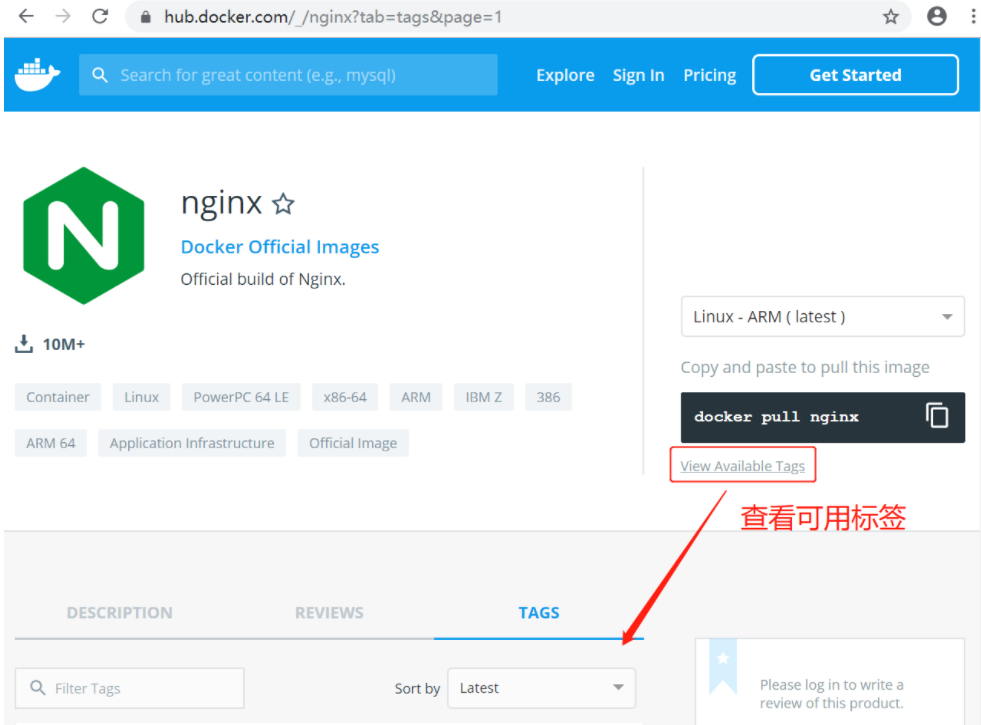 hub.docker.com/_/nginx?tab=tags&page=1
Search for great content (e.g., mysql)
Explore
Sign In
Pricing
Get Started
N
nginx
Docker Official Images
Official build of Nginx.
10M+
Container
Linux
PowerPC 64 LE
x86-64
ARM
IBM Z
386
ARM 64
Application Infrastructure
Official Image
Linux - ARM ( latest )
Copy and paste to pull this image
docker pull nginx
View Available Tags
查看可用标签
DESCRIPTION
REVIEWS
TAGS
Filter Tags
Sort by
Latest
Please log in to write a
review of this product.